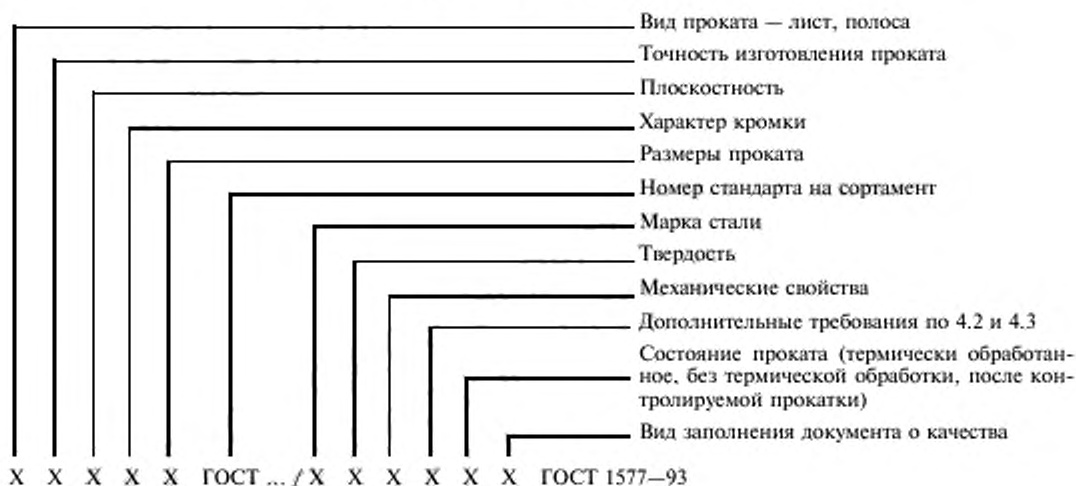 Вид проката — лист, полоса
Точность изготовления проката
Плоскостность
Характер кромки
Размеры проката
Номер стандарта на сортамент
Марка стали
Твердость
Механические свойства
Дополнительные требования по 4.2 и 4.3
Состояние проката (термически обработан-
ное, без термической обработки, после кон-
тролируемой прокатки)
Вид заполнения документа о качества
Х Х Х Х Х ГОСТ ... / Х Х Х Х Х Х ГОСТ 1577—93